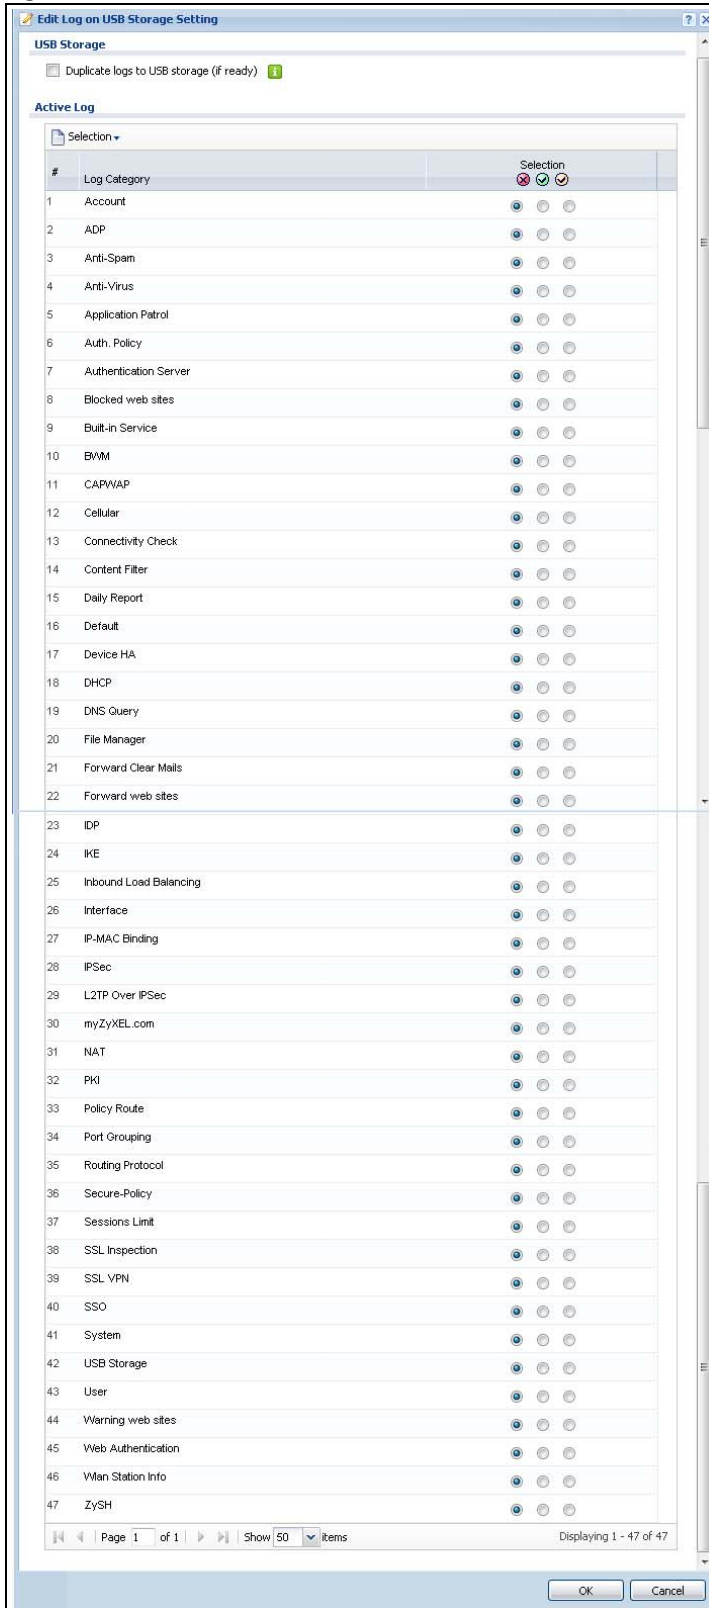 Edit Log on USB Storage Setting
USB Storage
Duplicate logs to USB storage (if ready)
Active Log
Selection
# Log Category Selection
1 Account
2 ADP
3 Anti-Spam
4 Anti-Virus
5 Application Patrol
6 Auth. Policy
7 Authentication Server
8 Blocked web sites
9 Built-in Service
10 BWM
11 CAPWAP
12 Cellular
13 Connectivity Check
14 Content Filter
15 Daily Report
16 Default
17 Device HA
18 DHCP
19 DNS Query
20 File Manager
21 Forward Clear Mails
22 Forward web sites
23 IDP
24 IKE
25 Inbound Load Balancing
26 Interface
27 IP-MAC Binding
28 IPSec
29 L2TP Over IPSec
30 myZyXEL.com
31 NAT
32 PKI
33 Policy Route
34 Port Grouping
35 Routing Protocol
36 Secure-Policy
37 Sessions Limit
38 SSL Inspection
39 SSL VPN
40 SSO
41 System
42 USB Storage
43 User
44 Warning web sites
45 Web Authentication
46 Wlan Station Info
47 ZySH
Page 1 of 1 Show 50 items Displaying 1 - 47 of 47
OK Cancel